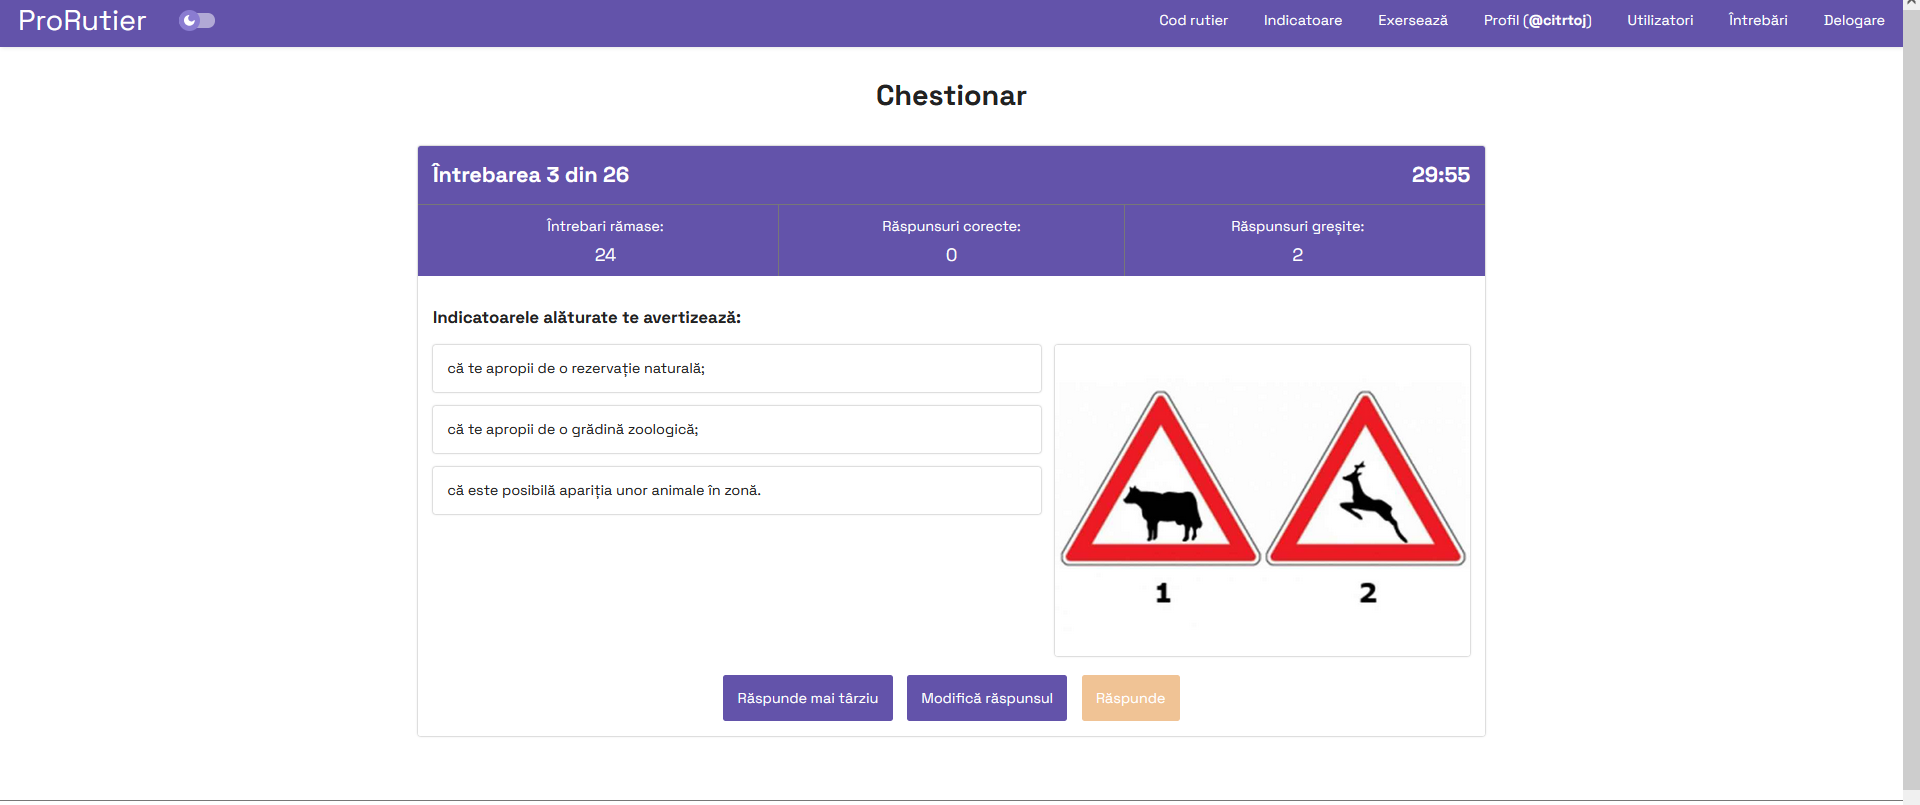 ProRutier
Cod rutier
Indicatoare
Exersează
Profil (@citrtoj)
Utilizatori
Întrebări
Delogare
Chestionar
Întrebarea 3 din 26
29:55
Întrebari rămase:
24
Răspunsuri corecte:
0
Răspunsuri greșite:
2
Indicatoarele alăturate te avertizează:
că te apropii de o rezervație naturală;
că te apropii de o grădină zoologică;
că este posibilă apariția unor animale în zonă.
1
2
Răspunde mai târziu
Modifică răspunsul
Răspunde